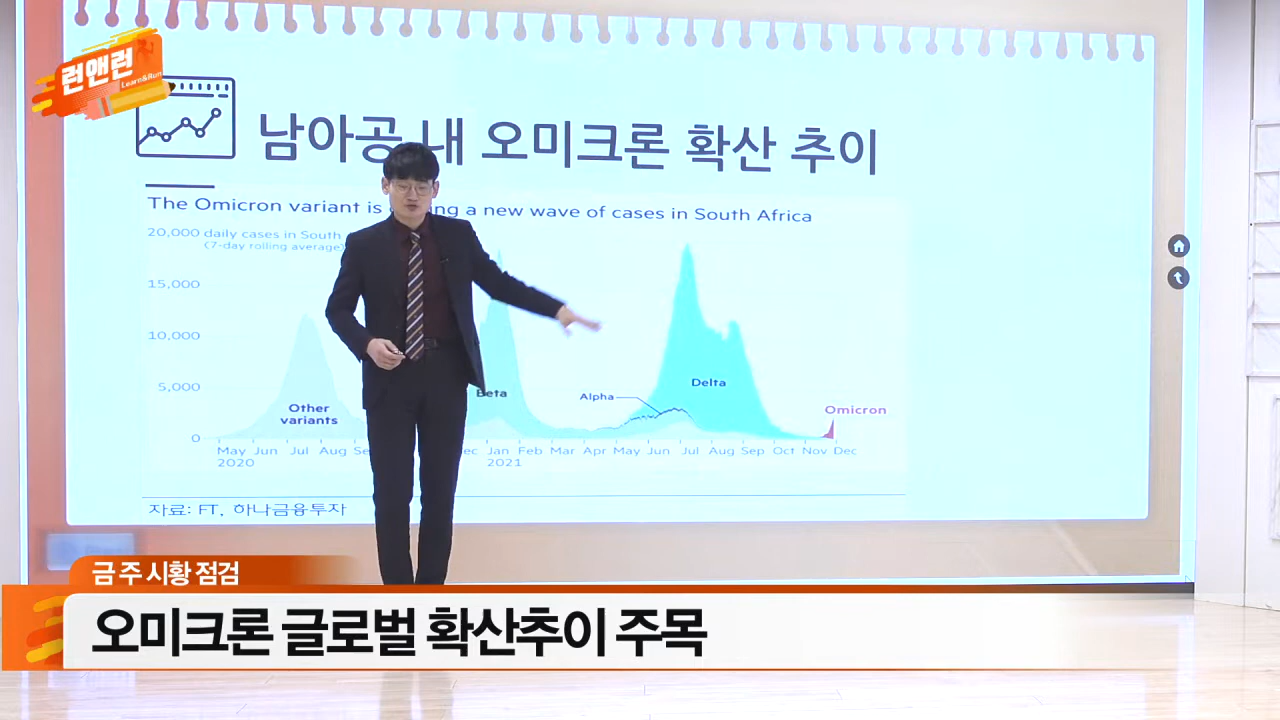 런앤런
Learn&Run
남아공 내 오미크론 확산 추이
The Omicron variant is a new wave of cases in South Africa
20,000 daily cases in South
(7-day rolling average)
15,000
10,000
5,000
0
Other
variants
Beta
Alpha
Delta
Omicron
May Jun Jul Aug Jan Feb Mar Apr May Jun Jul Aug Sep Oct Nov Dec
2020 2021
자료: FT, 하나금융투자
금주 시황 점검
오미크론 글로벌 확산추이 주목